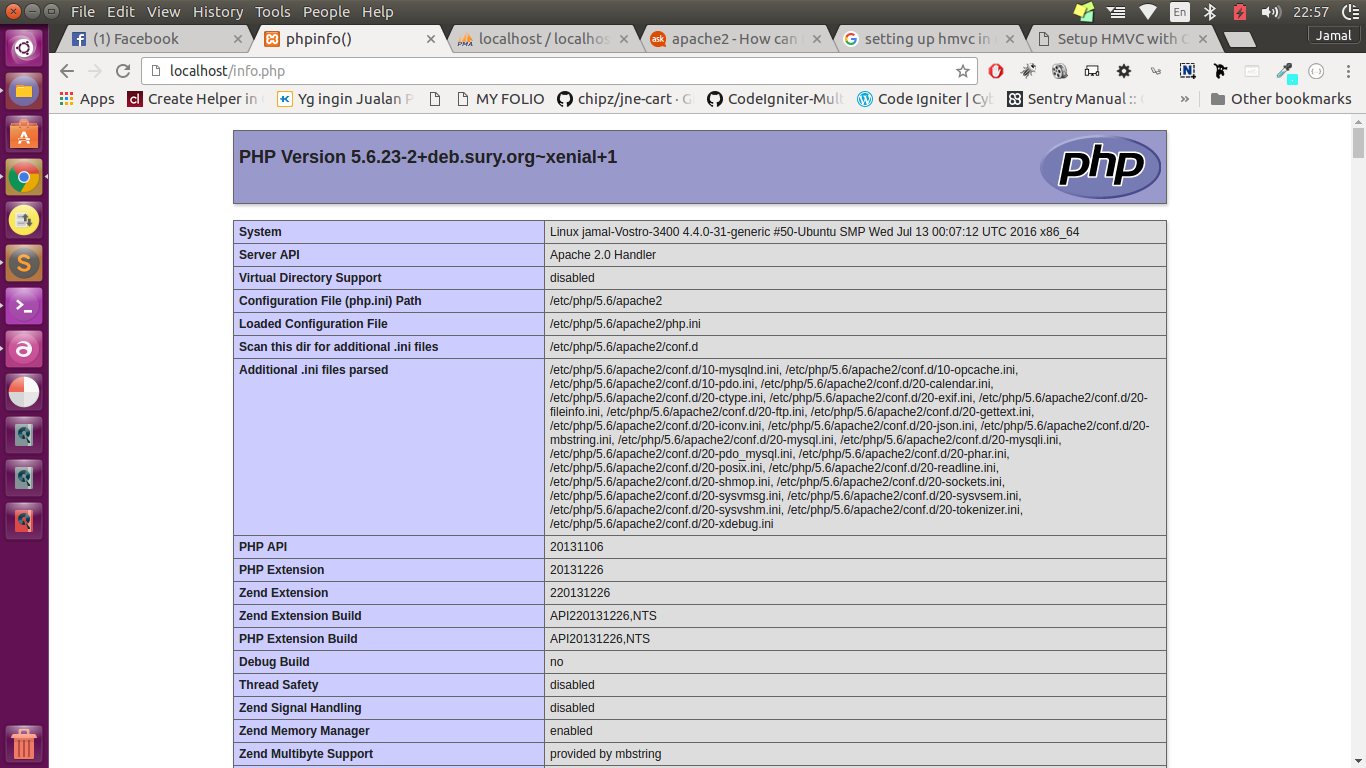 File Edit View History Tools People Help
En
22:57
(1) Facebook
phpinfo()
PMA
localhost / localhos
ask
apache2 - How can
setting up hmvc in
Setup HMVC with C
Jamal
localhost/info.php
Apps
cl
Create Helper in
Yg ingin Jualan P
MY FOLIO
chipz/jne-cart · G
CodeIgniter-Mul
Code Igniter | Cyt
Sentry Manual ::
»
Other bookmarks
PHP Version 5.6.23-2+deb.sury.org~xenial+1
php
System Linux jamal-Vostro-3400 4.4.0-31-generic #50-Ubuntu SMP Wed Jul 13 00:07:12 UTC 2016 x86_64
Server API Apache 2.0 Handler
Virtual Directory Support disabled
Configuration File (php.ini) Path /etc/php/5.6/apache2
Loaded Configuration File /etc/php/5.6/apache2/php.ini
Scan this dir for additional .ini files /etc/php/5.6/apache2/conf.d
Additional .ini files parsed /etc/php/5.6/apache2/conf.d/10-mysqlnd.ini, /etc/php/5.6/apache2/conf.d/10-opcache.ini,
/etc/php/5.6/apache2/conf.d/10-pdo.ini, /etc/php/5.6/apache2/conf.d/20-calendar.ini,
/etc/php/5.6/apache2/conf.d/20-ctype.ini, /etc/php/5.6/apache2/conf.d/20-exif.ini, /etc/php/5.6/apache2/conf.d/20-
fileinfo.ini, /etc/php/5.6/apache2/conf.d/20-ftp.ini, /etc/php/5.6/apache2/conf.d/20-gettext.ini,
/etc/php/5.6/apache2/conf.d/20-iconv.ini, /etc/php/5.6/apache2/conf.d/20-json.ini, /etc/php/5.6/apache2/conf.d/20-
mbstring.ini, /etc/php/5.6/apache2/conf.d/20-mysql.ini, /etc/php/5.6/apache2/conf.d/20-mysqli.ini,
/etc/php/5.6/apache2/conf.d/20-pdo_mysql.ini, /etc/php/5.6/apache2/conf.d/20-phar.ini,
/etc/php/5.6/apache2/conf.d/20-posix.ini, /etc/php/5.6/apache2/conf.d/20-readline.ini,
/etc/php/5.6/apache2/conf.d/20-shmop.ini, /etc/php/5.6/apache2/conf.d/20-sockets.ini,
/etc/php/5.6/apache2/conf.d/20-sysvmsg.ini, /etc/php/5.6/apache2/conf.d/20-sysvsem.ini,
/etc/php/5.6/apache2/conf.d/20-sysvshm.ini, /etc/php/5.6/apache2/conf.d/20-tokenizer.ini,
/etc/php/5.6/apache2/conf.d/20-xdebug.ini
PHP API 20131106
PHP Extension 20131226
Zend Extension 220131226
Zend Extension Build API220131226,NTS
PHP Extension Build API20131226,NTS
Debug Build no
Thread Safety disabled
Zend Signal Handling disabled
Zend Memory Manager enabled
Zend Multibyte Support provided by mbstring